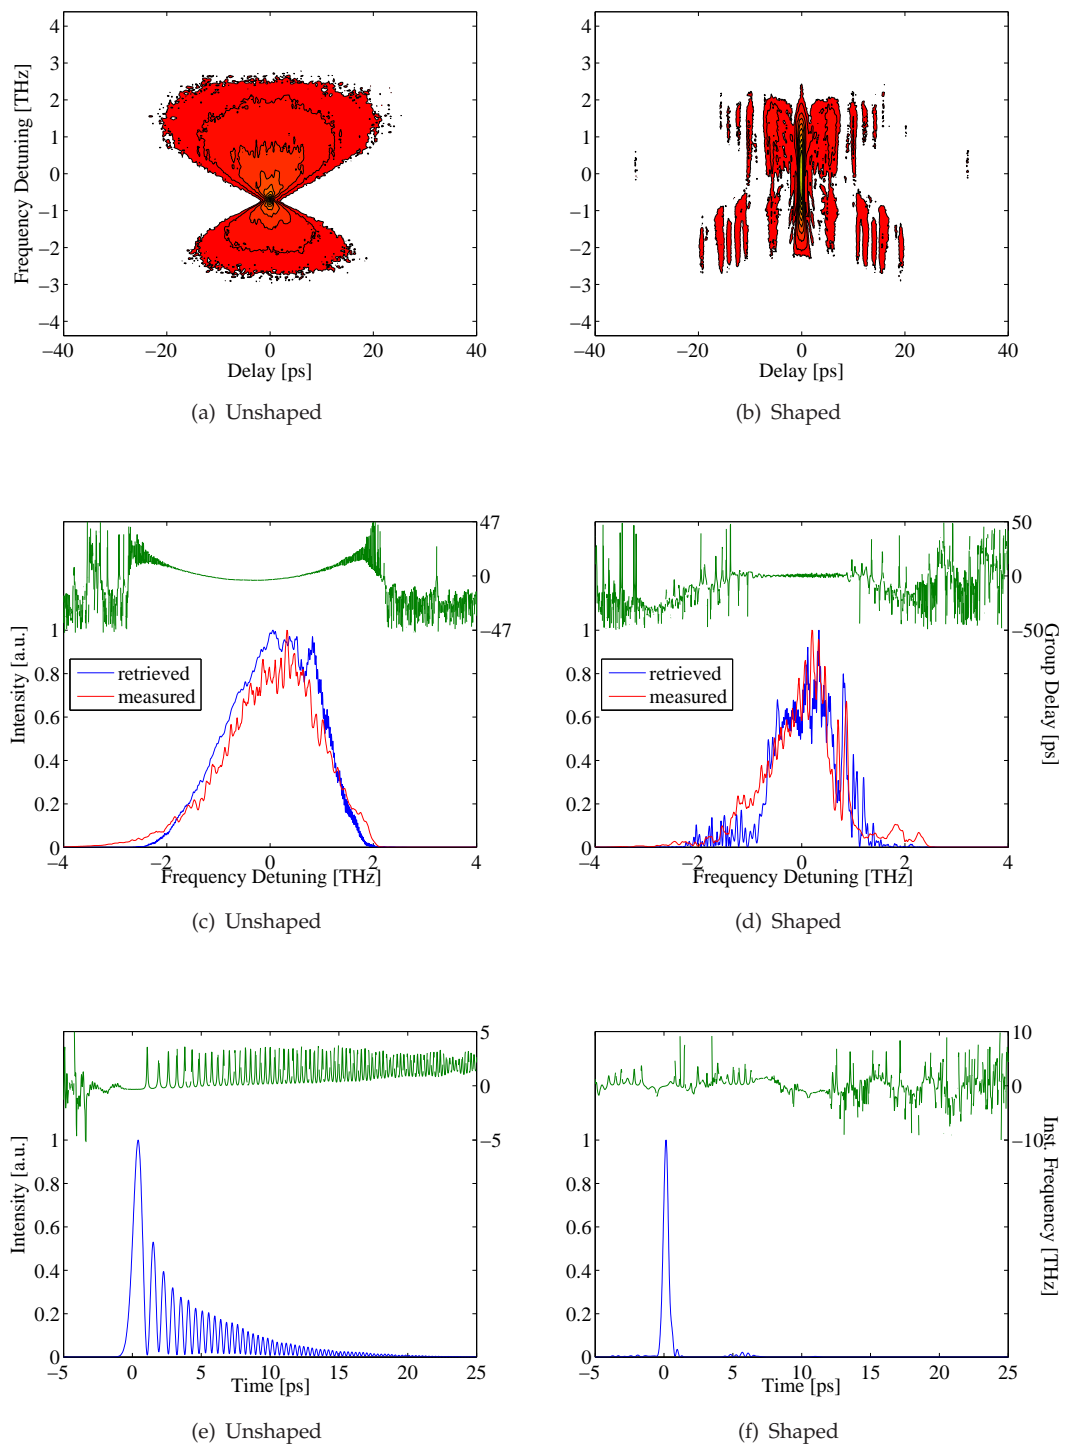 4
3
2
1
0
−1
−2
−3
−4
Frequency Detuning [THz]
−40 −20 0 20 40
Delay [ps]
(a) Unshaped
4
3
2
1
0
−1
−2
−3
−4
−40 −20 0 20 40
Delay [ps]
(b) Shaped
47
0
−47
1
0.8
0.6
0.4
0.2
0
Intensity [a.u.]
retrieved
measured
−4 −2 0 2 4
Frequency Detuning [THz]
(c) Unshaped
50
0
−50
Group Delay [ps]
1
0.8
0.6
0.4
0.2
0
retrieved
measured
−4 −2 0 2 4
Frequency Detuning [THz]
(d) Shaped
5
0
−5
1
0.8
0.6
0.4
0.2
0
Intensity [a.u.]
−5 0 5 10 15 20 25
Time [ps]
(e) Unshaped
10
0
−10
Inst. Frequency [THz]
1
0.8
0.6
0.4
0.2
0
−5 0 5 10 15 20 25
Time [ps]
(f) Shaped